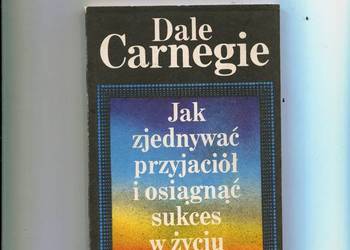 Dale
Carnegie
Jak
zjednywać
przyjaciół
i osiągnąć
sukces
w życiu